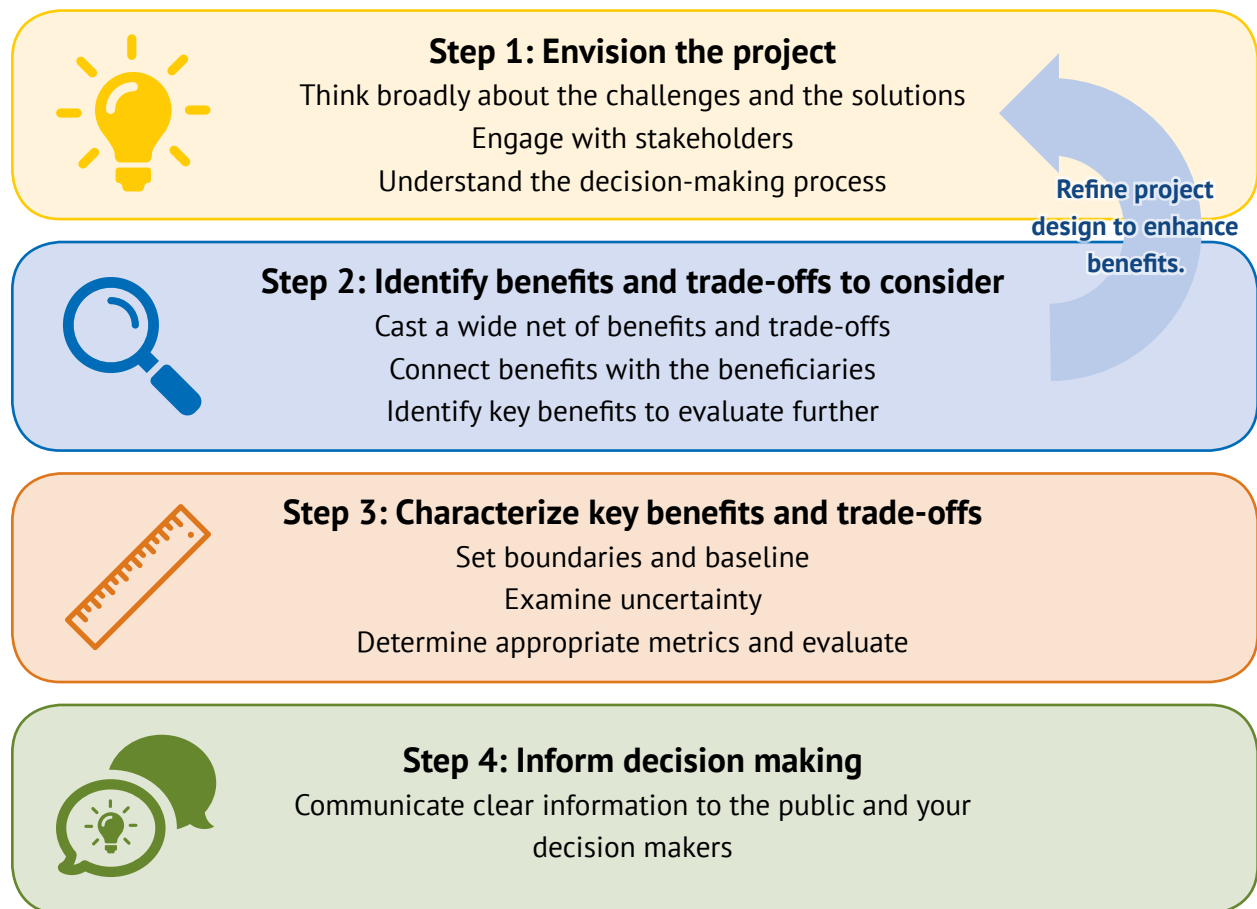 Step 1: Envision the project
Think broadly about the challenges and the solutions
Engage with stakeholders
Understand the decision-making process
Refine project
design to enhance
benefits.
Step 2: Identify benefits and trade-offs to consider
Cast a wide net of benefits and trade-offs
Connect benefits with the beneficiaries
Identify key benefits to evaluate further
Step 3: Characterize key benefits and trade-offs
Set boundaries and baseline
Examine uncertainty
Determine appropriate metrics and evaluate
Step 4: Inform decision making
Communicate clear information to the public and your
decision makers